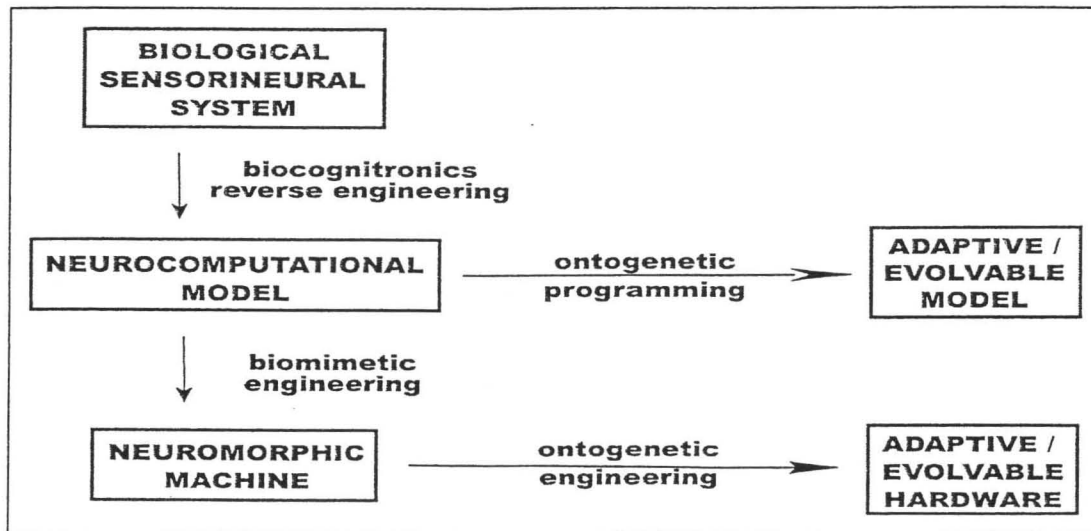 BIOLOGICAL
SENSORINEURAL
SYSTEM
biocognitronics
reverse engineering
NEUROCOMPUTATIONAL
MODEL
ontogenetic
programming
ADAPTIVE /
EVOLVABLE
MODEL
biomimetic
engineering
NEUROMORPHIC
MACHINE
ontogenetic
engineering
ADAPTIVE /
EVOLVABLE
HARDWARE